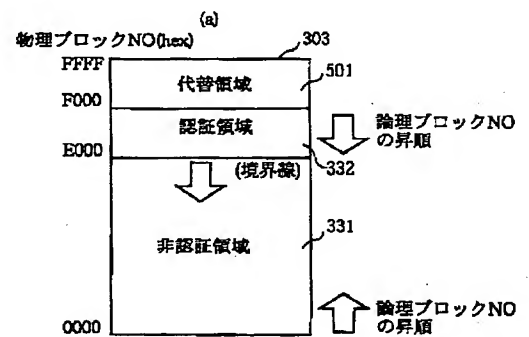 (a)
物理ブロックNO(hex)
303
FFFF
代替領域
501
F000
認証領域
論理ブロックNO
の昇順
E000
(境界線)
332
331
非認証領域
論理ブロックNO
の昇順
0000